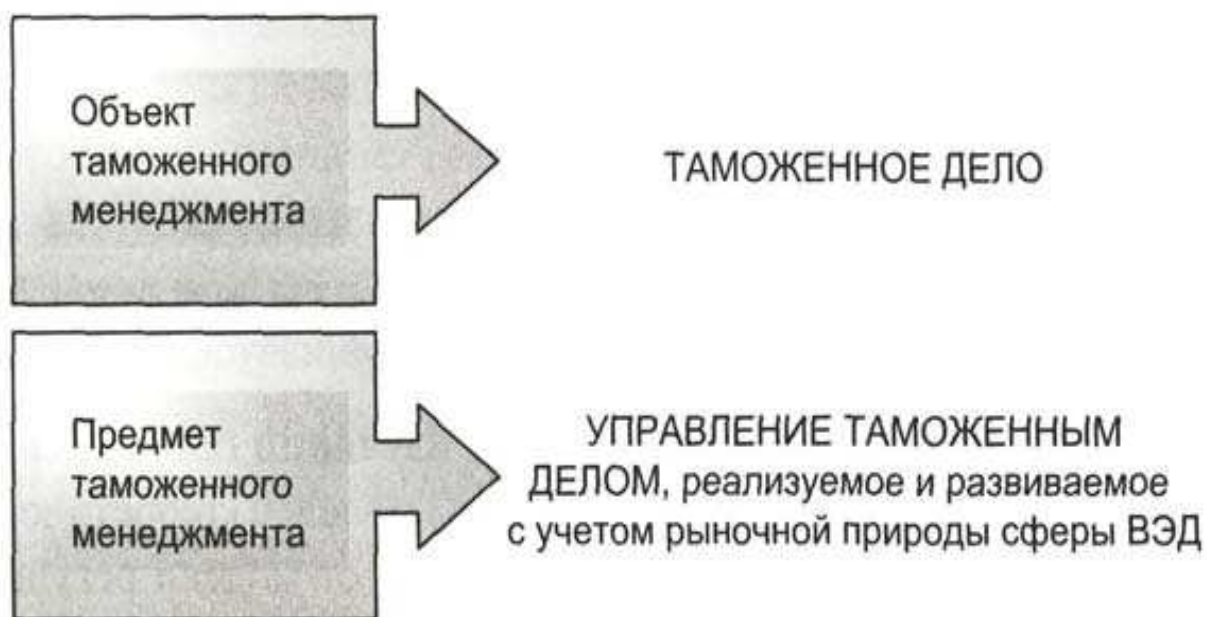 Объект
таможенного
менеджмента
ТАМОЖЕННОЕ ДЕЛО
Предмет
таможенного
менеджмента
УПРАВЛЕНИЕ ТАМОЖЕННЫМ
ДЕЛОМ, реализуемое и развиваемое
с учетом рыночной природы сферы ВЭД